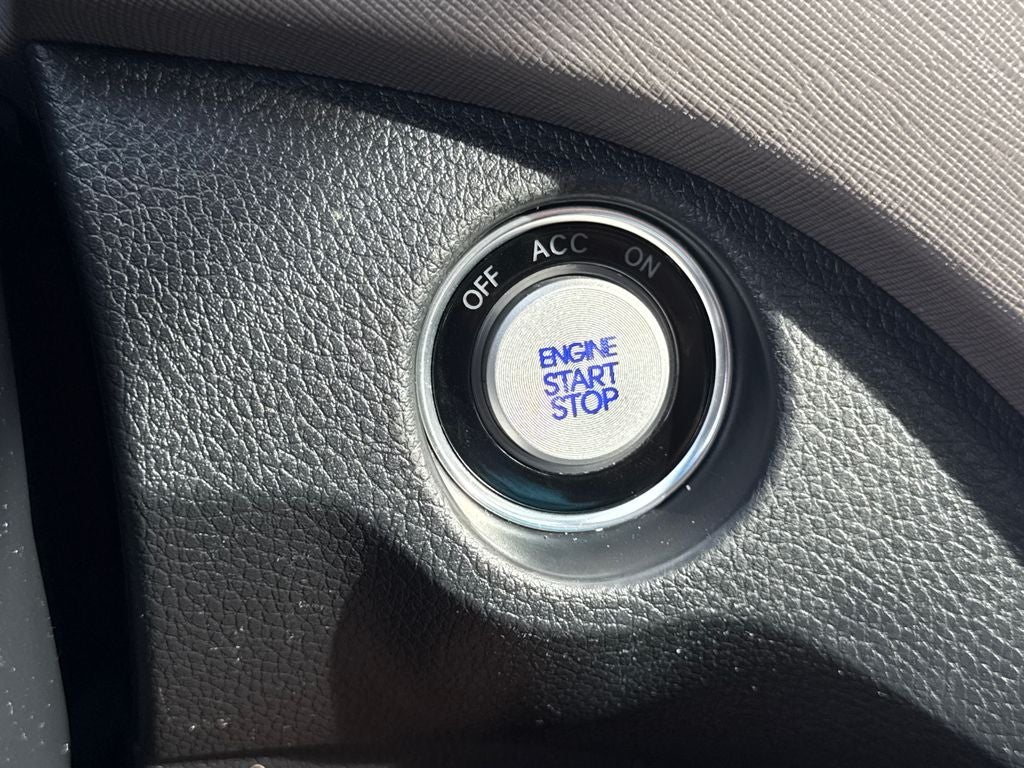 OFF ACC ON
ENGINE
START
STOP